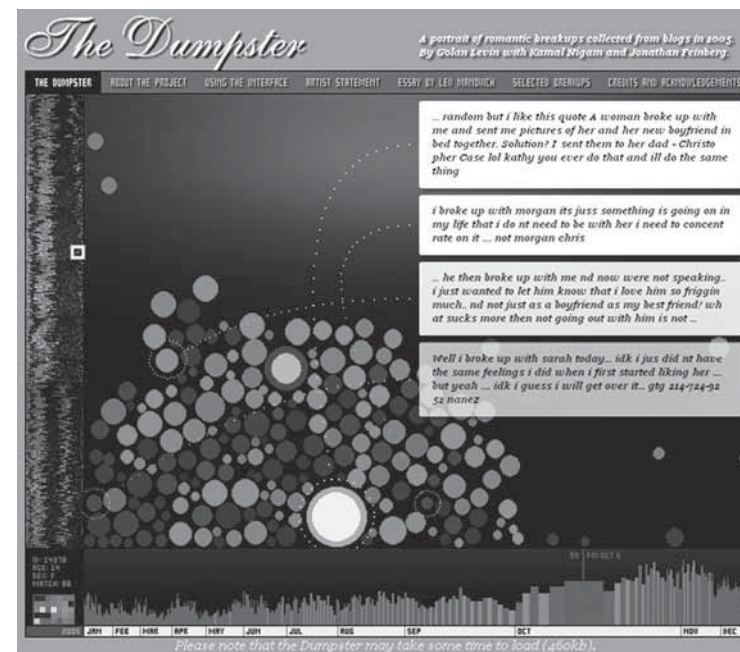 The Dumpster
A portrait of romantic breakups collected from blogs in 2005.
By Golan Levin with Kamal Nigam and Jonathan Feinberg.
THE DUMPSTER ABOUT THE PROJECT USING THE INTERFACE ARTIST STATEMENT ESSAY BY LEV MANOVICH SELECTED BREAKUPS CREDITS AND ACKNOWLEDGEMENTS
... random but i like this quote A woman broke up with
me and sent me pictures of her and her new boyfriend in
bed together. Solution? I sent them to her dad - Christo
pher Case lol kathy you ever do that and ill do the same
thing
i broke up with morgan its juss something is going on in
my life that i do nt need to be with her i need to concent
rate on it ... not morgan chris
... he then broke up with me nd now were not speaking..
i just wanted to let him know that i love him so friggin
much.. nd not just as a boyfriend as my best friend! wh
at sucks more then not going out with him is not ...
Well i broke up with sarah today... idk i jus did nt have
the same feelings i did when i first started liking her ...
but yeah ... idk i guess i will get over it... gtg 214-724-92
52 nanez
AGE: 14
SEX: F
2005 JAN FEB MAR APR MAY JUN JUL AUG SEP OCT NOV DEC
Please note that the Dumpster may take some time to load (460kb).